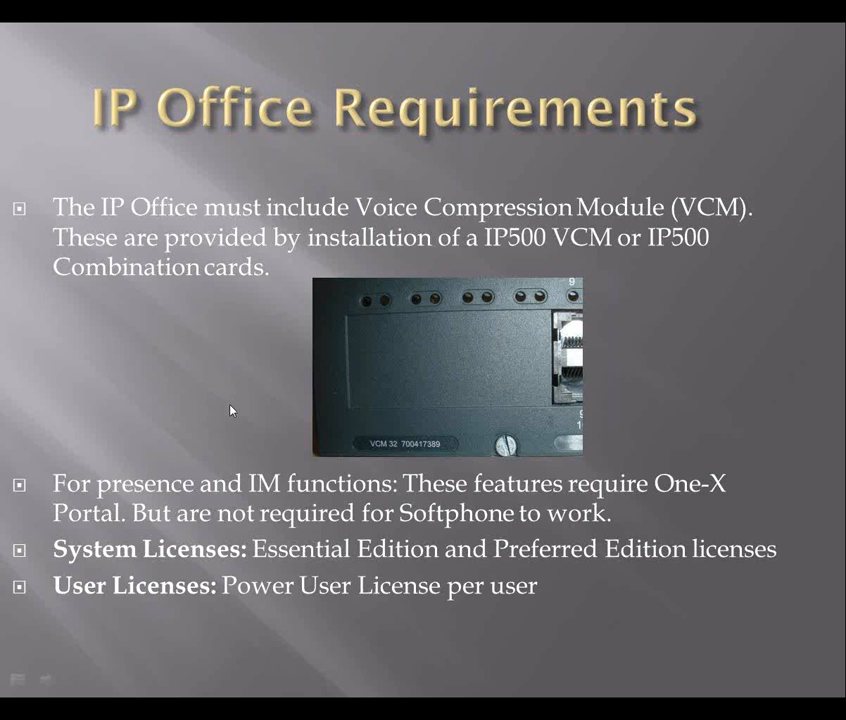 IP Office Requirements
The IP Office must include Voice Compression Module (VCM).
These are provided by installation of a IP500 VCM or IP500
Combination cards.
9
VCM 32 700417389
For presence and IM functions: These features require One-X
Portal. But are not required for Softphone to work.
System Licenses: Essential Edition and Preferred Edition licenses
User Licenses: Power User License per user